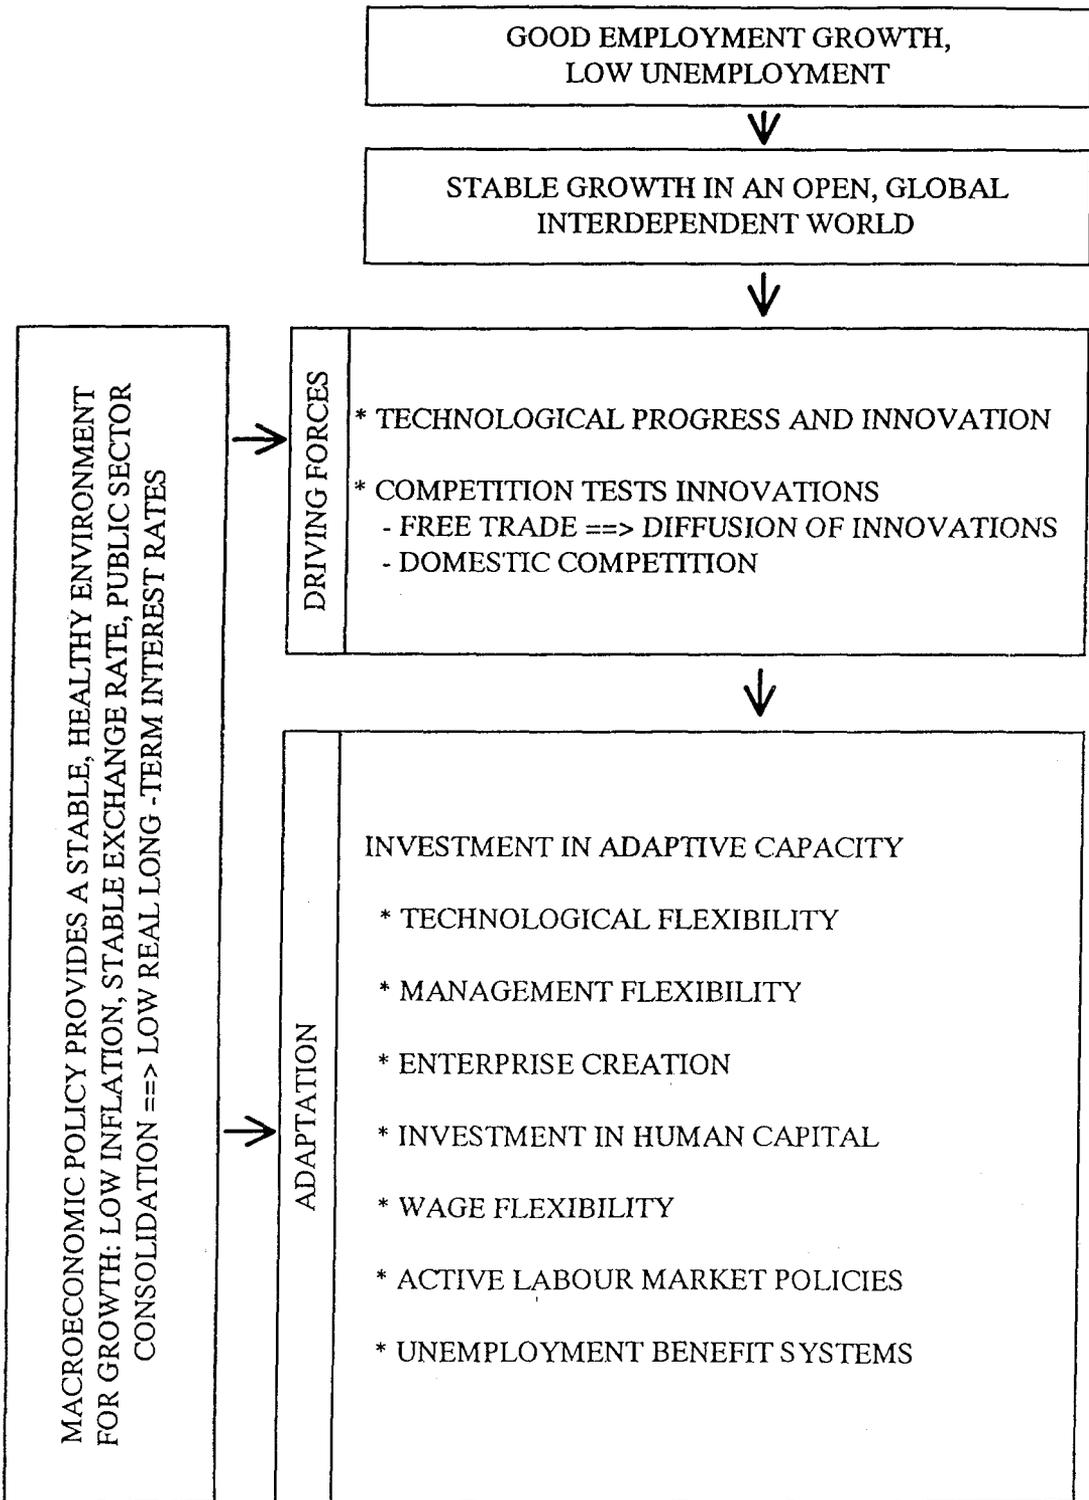 GOOD EMPLOYMENT GROWTH,
LOW UNEMPLOYMENT
STABLE GROWTH IN AN OPEN, GLOBAL
INTERDEPENDENT WORLD
MACROECONOMIC POLICY PROVIDES A STABLE, HEALTHY ENVIRONMENT
FOR GROWTH: LOW INFLATION, STABLE EXCHANGE RATE, PUBLIC SECTOR
CONSOLIDATION ==> LOW REAL LONG -TERM INTEREST RATES
DRIVING FORCES
* TECHNOLOGICAL PROGRESS AND INNOVATION
* COMPETITION TESTS INNOVATIONS
- FREE TRADE ==> DIFFUSION OF INNOVATIONS
- DOMESTIC COMPETITION
ADAPTATION
INVESTMENT IN ADAPTIVE CAPACITY
* TECHNOLOGICAL FLEXIBILITY
* MANAGEMENT FLEXIBILITY
* ENTERPRISE CREATION
* INVESTMENT IN HUMAN CAPITAL
* WAGE FLEXIBILITY
* ACTIVE LABOUR MARKET POLICIES
* UNEMPLOYMENT BENEFIT SYSTEMS